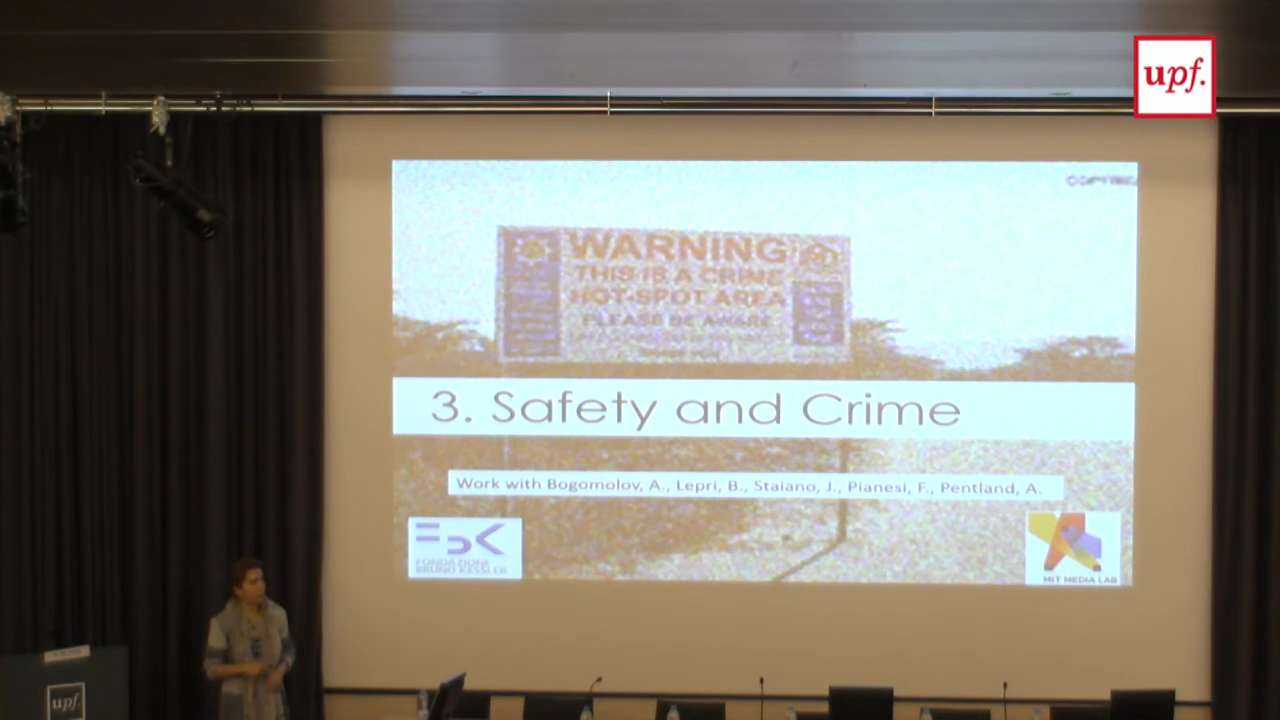 upf.
WARNING
THIS IS A CRIME
HOT-SPOT AREA
PLEASE BE AWARE
3. Safety and Crime
Work with Bogomolov, A., Lepri, B., Staiano, J., Pianesi, F., Pentland, A.
FBK
FONDAZIONE
BRUNO KESSLER
MIT MEDIA LAB
upf.